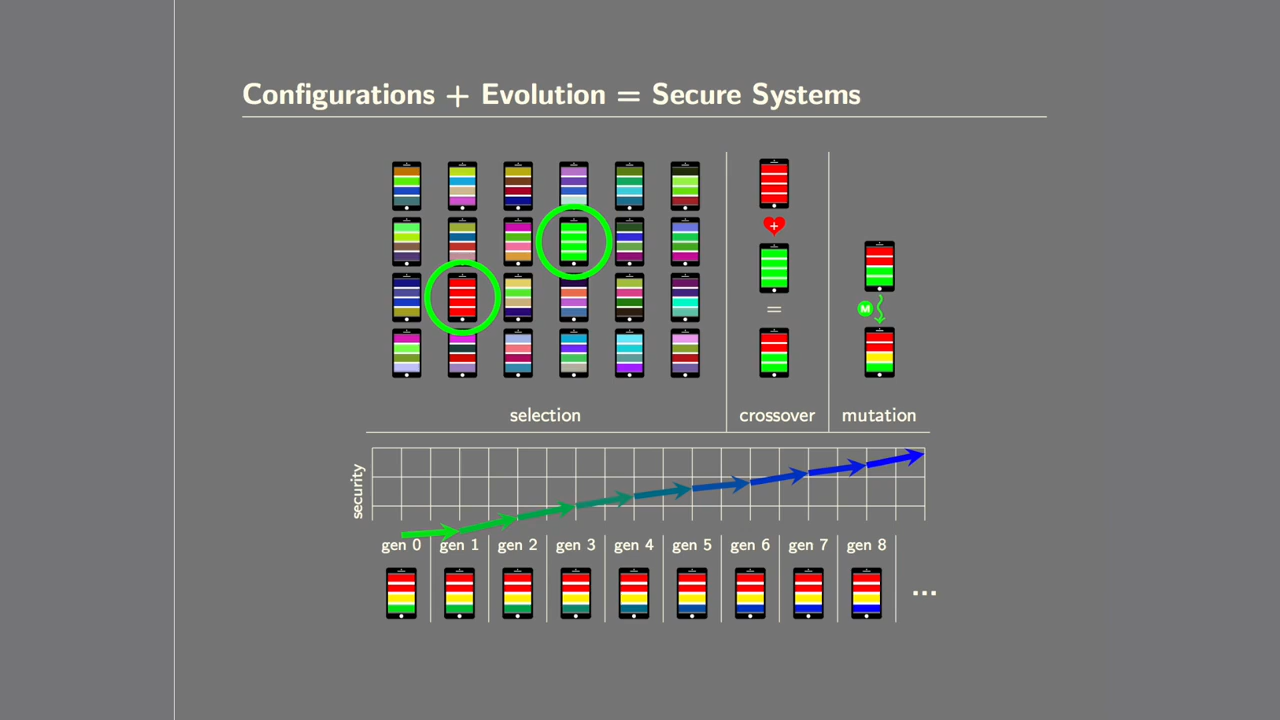 Configurations + Evolution = Secure Systems
+
=
M
selection
crossover
mutation
security
gen 0
gen 1
gen 2
gen 3
gen 4
gen 5
gen 6
gen 7
gen 8
...